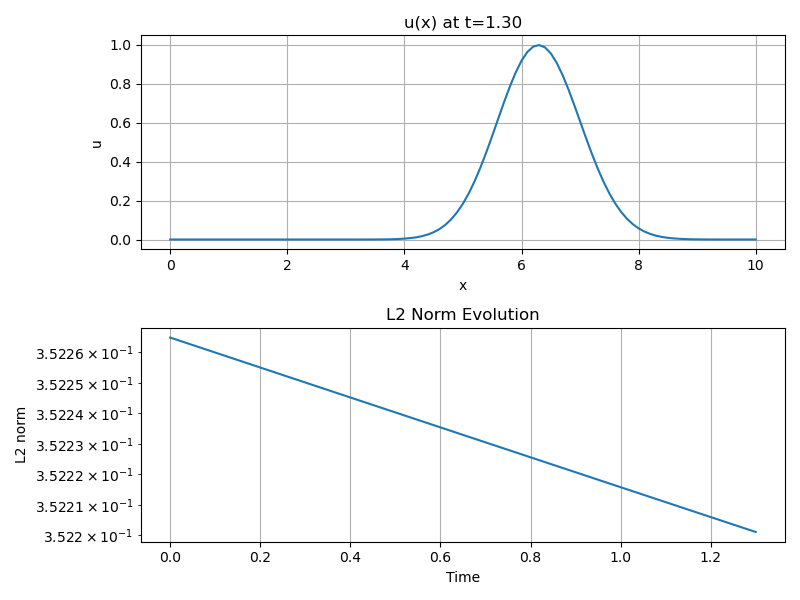 u(x) at t=1.30
1.0
0.8
0.6
0.4
0.2
0.0
u
0 2 4 6 8 10
x
L2 Norm Evolution
3.5226 × 10⁻¹
3.5225 × 10⁻¹
3.5224 × 10⁻¹
3.5223 × 10⁻¹
3.5222 × 10⁻¹
3.5221 × 10⁻¹
3.522 × 10⁻¹
L2 norm
0.0 0.2 0.4 0.6 0.8 1.0 1.2
Time